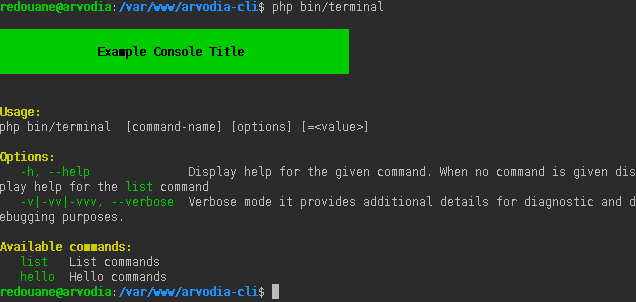 redouane@arvodia:/var/www/arvodia-cli$ php bin/terminal
Example Console Title
Usage:
php bin/terminal  [command-name] [options] [=<value>]
Options:
-h, --help              Display help for the given command. When no command is given dis
play help for the list command
-v|-vv|-vvv, --verbose  Verbose mode it provides additional details for diagnostic and d
ebugging purposes.
Available commands:
list   List commands
hello  Hello commands
redouane@arvodia:/var/www/arvodia-cli$